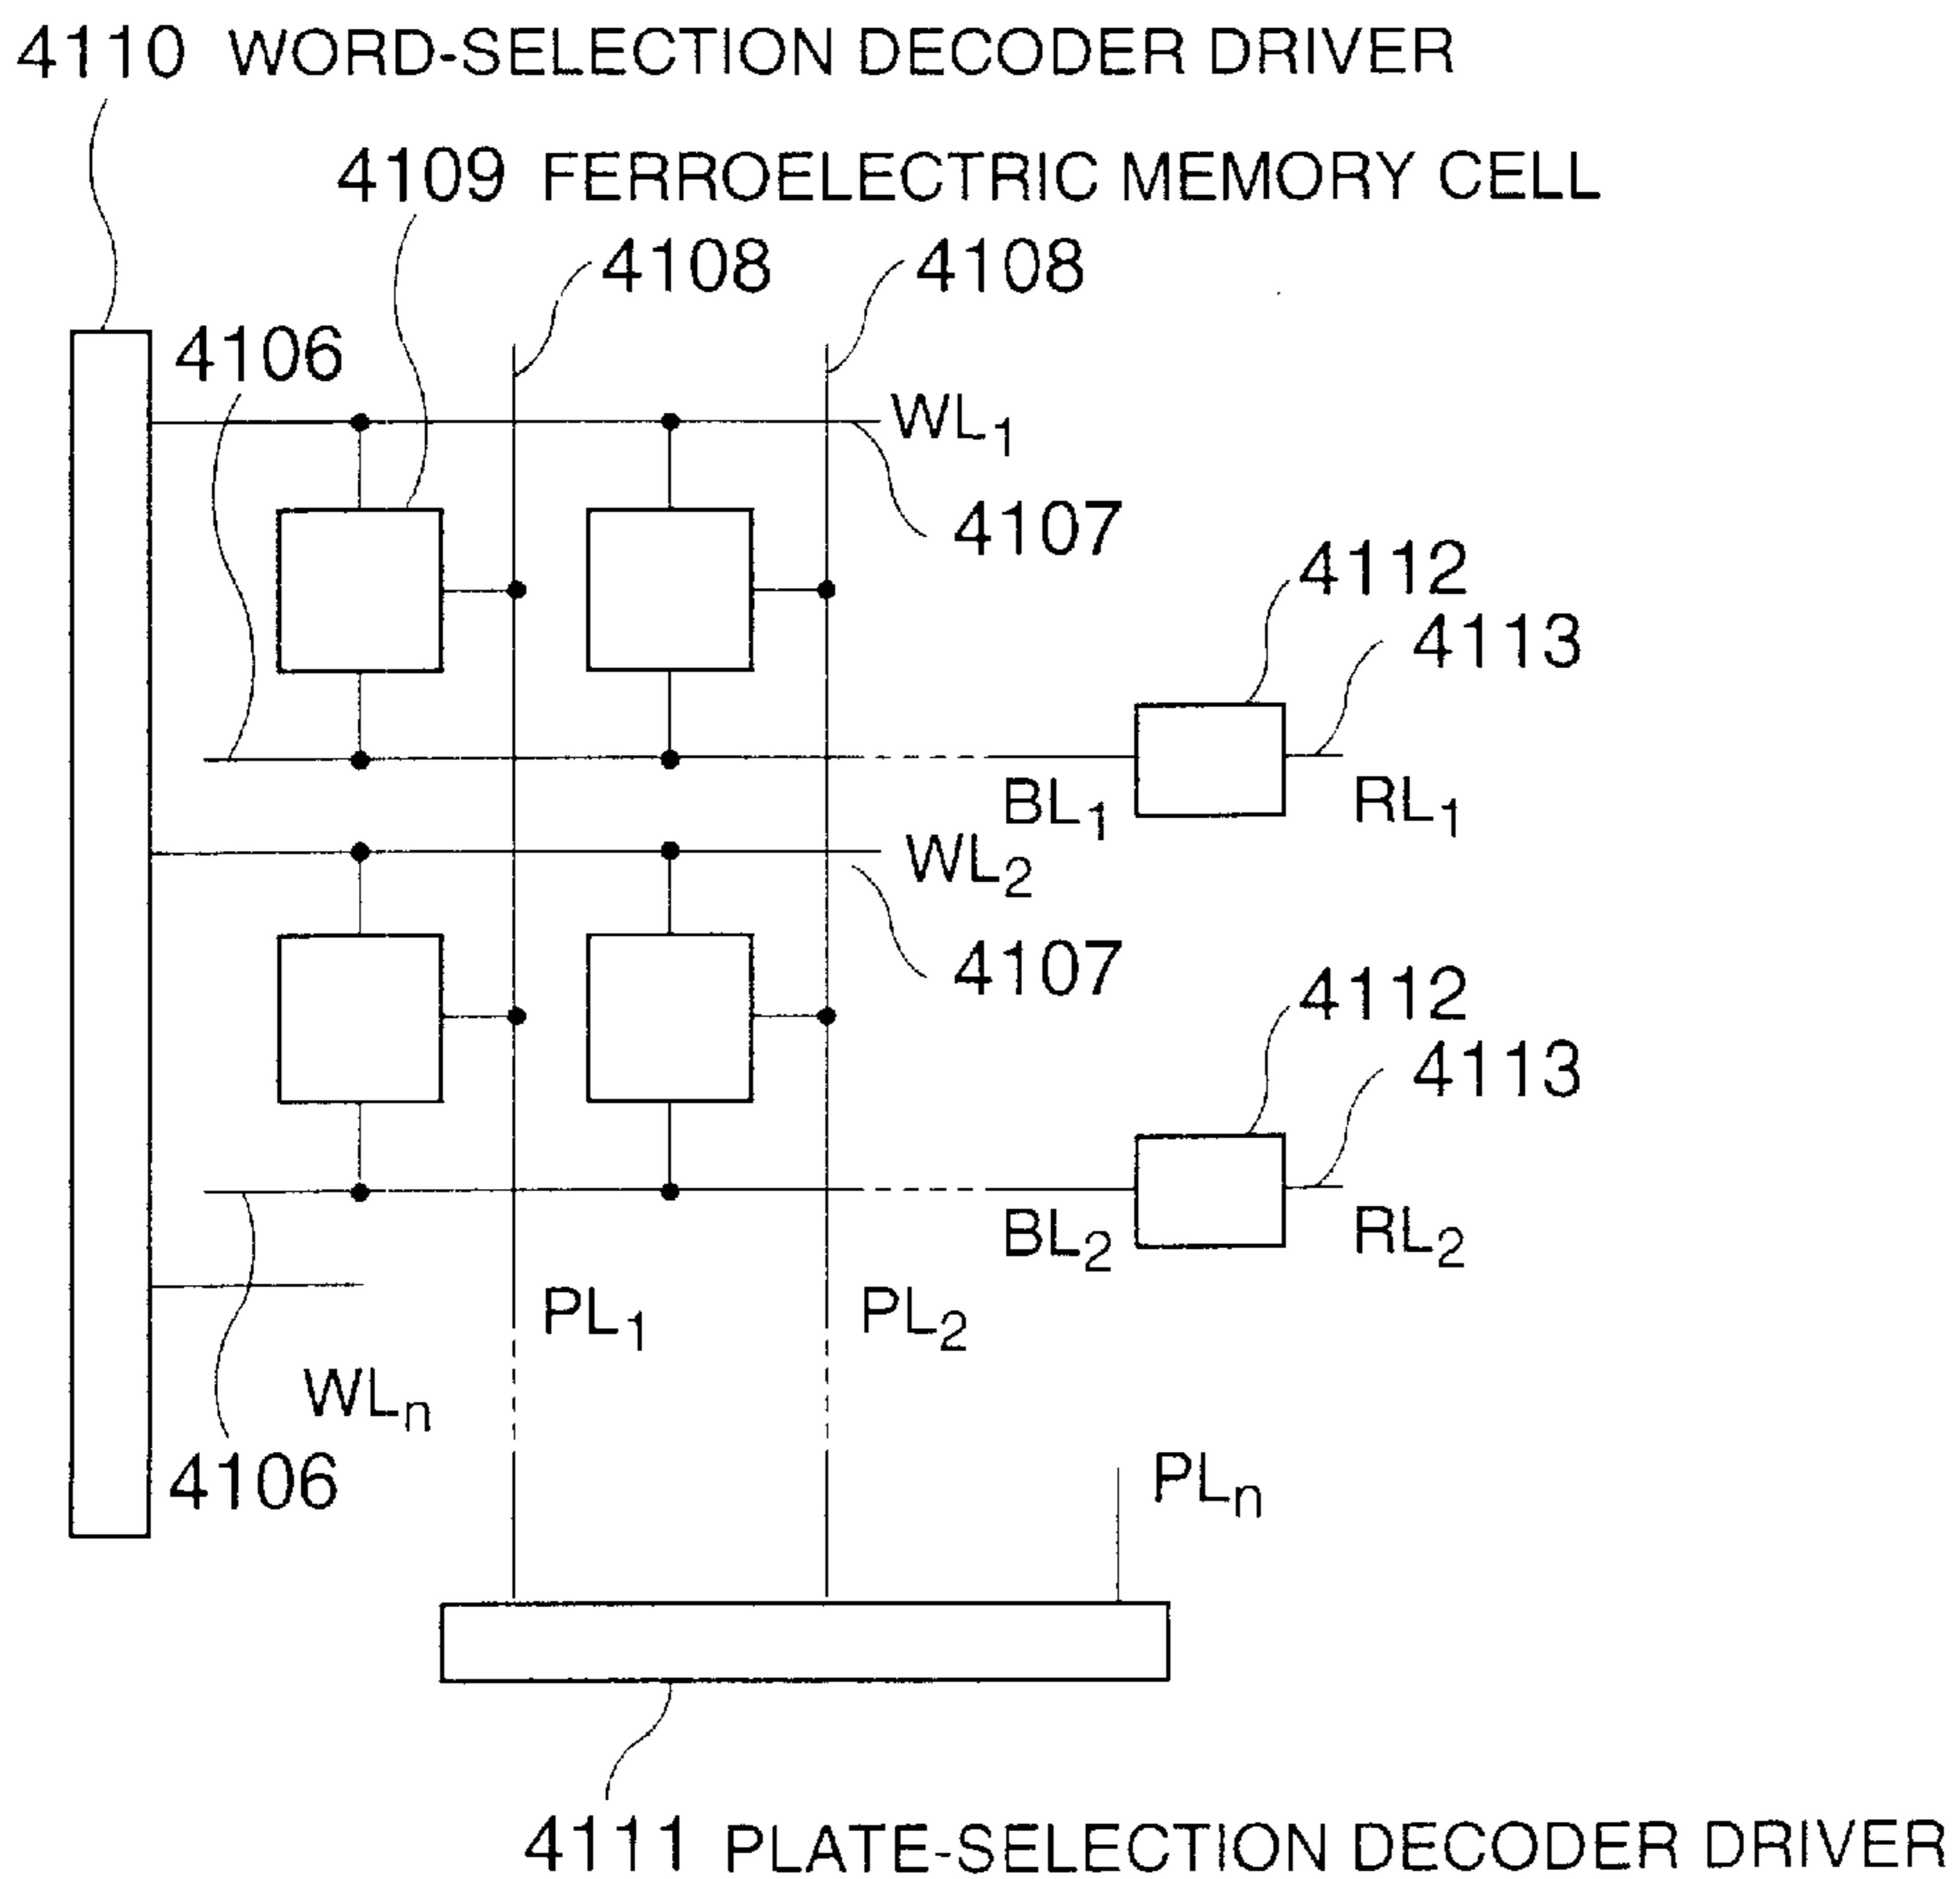 4110 WORD-SELECTION DECODER DRIVER
4109 FERROELECTRIC MEMORY CELL
4108 4108
4106
WL1
4107
4112
4113
BL1 RL1
WL2
4107
4112
4113
BL2 RL2
PL1 PL2
WLn
4106 PLn
4111 PLATE-SELECTION DECODER DRIVER